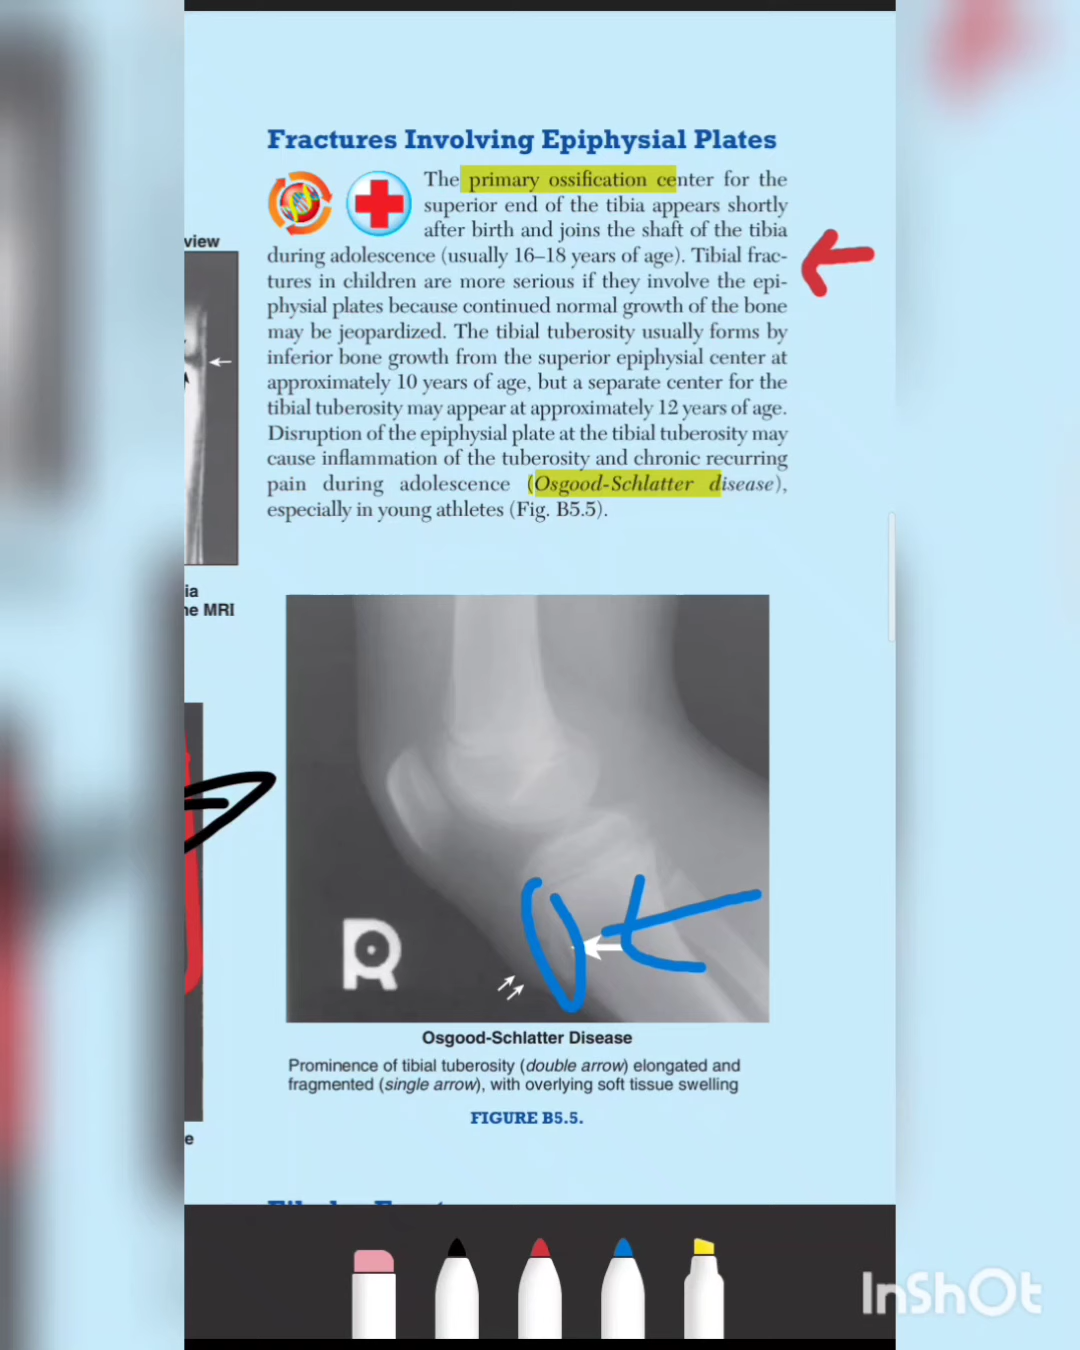 Fractures Involving Epiphysial Plates
The primary ossification center for the
superior end of the tibia appears shortly
after birth and joins the shaft of the tibia
during adolescence (usually 16–18 years of age). Tibial frac-
tures in children are more serious if they involve the epi-
physial plates because continued normal growth of the bone
may be jeopardized. The tibial tuberosity usually forms by
inferior bone growth from the superior epiphysial center at
approximately 10 years of age, but a separate center for the
tibial tuberosity may appear at approximately 12 years of age.
Disruption of the epiphysial plate at the tibial tuberosity may
cause inflammation of the tuberosity and chronic recurring
pain during adolescence (Osgood-Schlatter disease),
especially in young athletes (Fig. B5.5).
view
ia
he MRI
e
R
Osgood-Schlatter Disease
Prominence of tibial tuberosity (double arrow) elongated and
fragmented (single arrow), with overlying soft tissue swelling
FIGURE B5.5.
InShOt